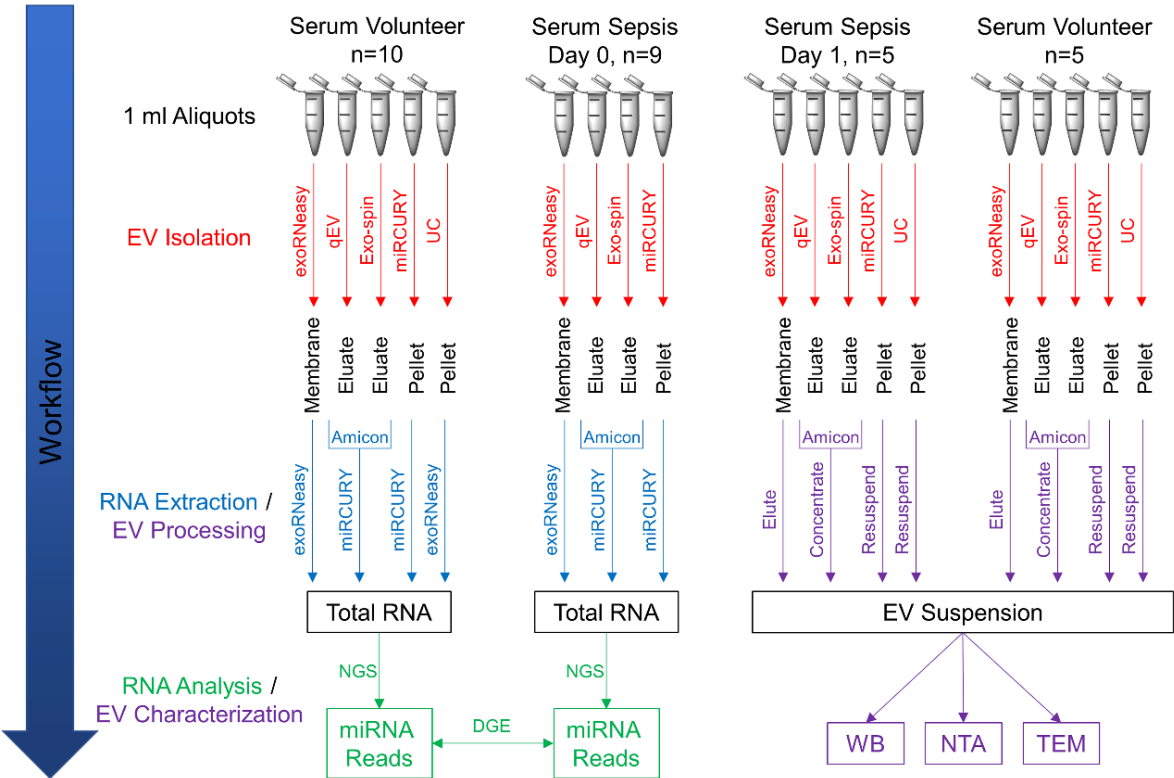 Serum Volunteer
n=10
Serum Sepsis
Day 0, n=9
Serum Sepsis
Day 1, n=5
Serum Volunteer
n=5
1 ml Aliquots
EV Isolation
exoRNeasy
qEV
Exo-spin
miRCURY
UC
exoRNeasy
qEV
Exo-spin
miRCURY
exoRNeasy
qEV
Exo-spin
miRCURY
UC
exoRNeasy
qEV
Exo-spin
miRCURY
UC
Workflow
Membrane
Eluate
Eluate
Pellet
Pellet
Membrane
Eluate
Eluate
Pellet
Membrane
Eluate
Eluate
Pellet
Pellet
Membrane
Eluate
Eluate
Pellet
Pellet
Amicon
Amicon
Amicon
Amicon
RNA Extraction /
EV Processing
exoRNeasy
miRCURY
miRCURY
exoRNeasy
exoRNeasy
miRCURY
miRCURY
Elute
Concentrate
Resuspend
Resuspend
Elute
Concentrate
Resuspend
Resuspend
Total RNA
Total RNA
EV Suspension
NGS
NGS
RNA Analysis /
EV Characterization
miRNA
Reads
DGE
miRNA
Reads
WB
NTA
TEM